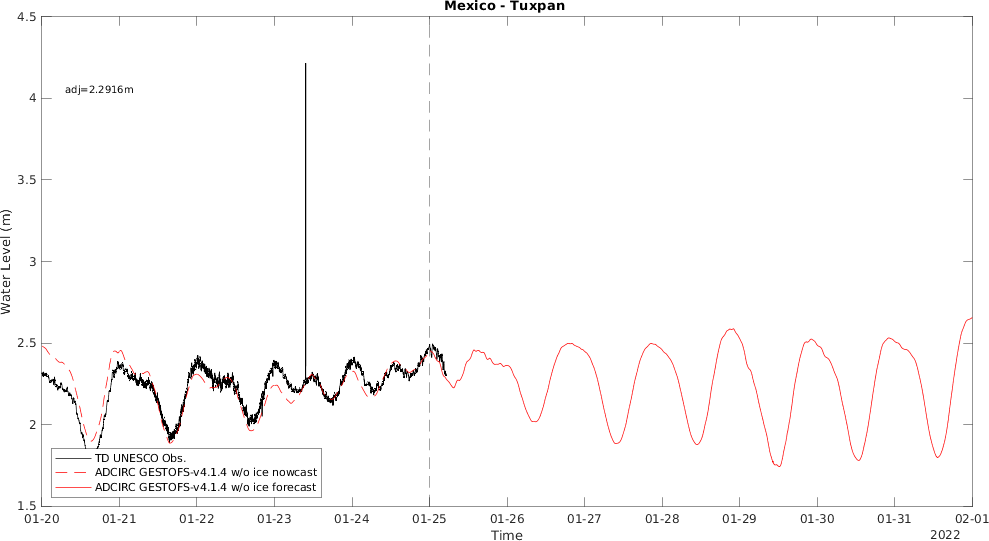 Mexico - Tuxpan
4.5
4
3.5
3
2.5
2
1.5
Water Level (m)
adj=2.2916m
TD UNESCO Obs.
ADCIRC GESTOFS-v4.1.4 w/o ice nowcast
ADCIRC GESTOFS-v4.1.4 w/o ice forecast
01-20 01-21 01-22 01-23 01-24 01-25 01-26 01-27 01-28 01-29 01-30 01-31 02-01
Time
2022